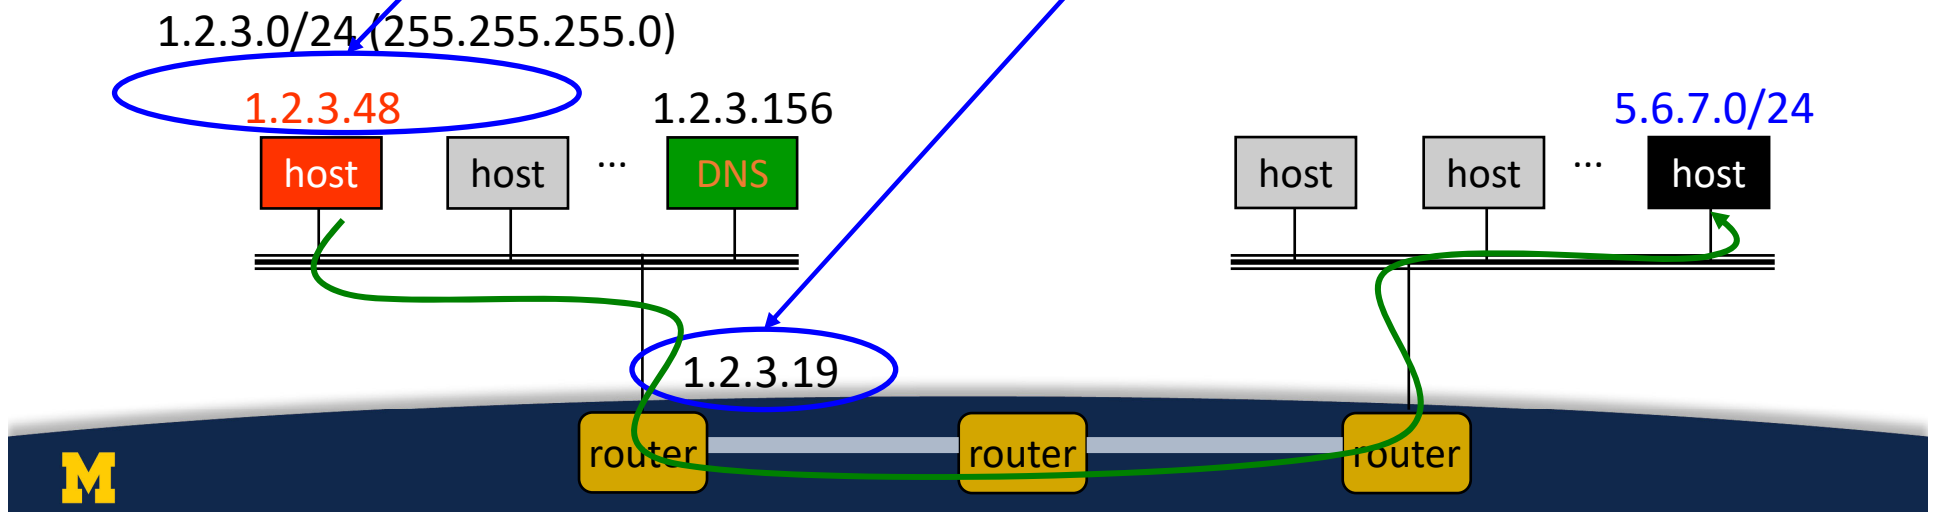 1.2.3.0/24 (255.255.255.0)
1.2.3.48 1.2.3.156 5.6.7.0/24
host host ... DNS host host ... host
1.2.3.19
router router router
M